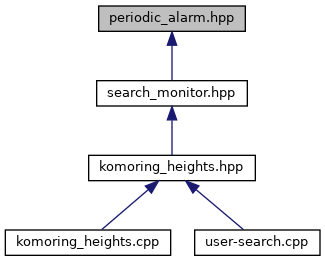 periodic_alarm.hpp
search_monitor.hpp
komoring_heights.hpp
komoring_heights.cpp
user-search.cpp